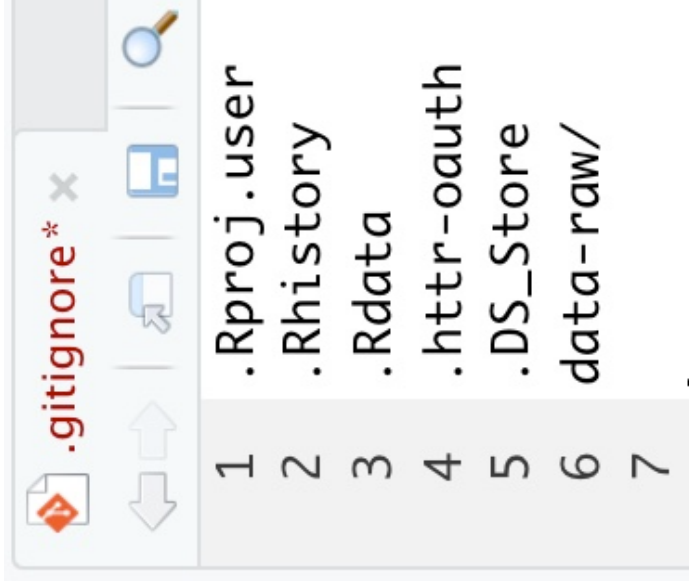 .gitignore*
1 .Rproj.user
2 .Rhistory
3 .Rdata
4 .httr-oauth
5 .DS_Store
6 data-raw/
7